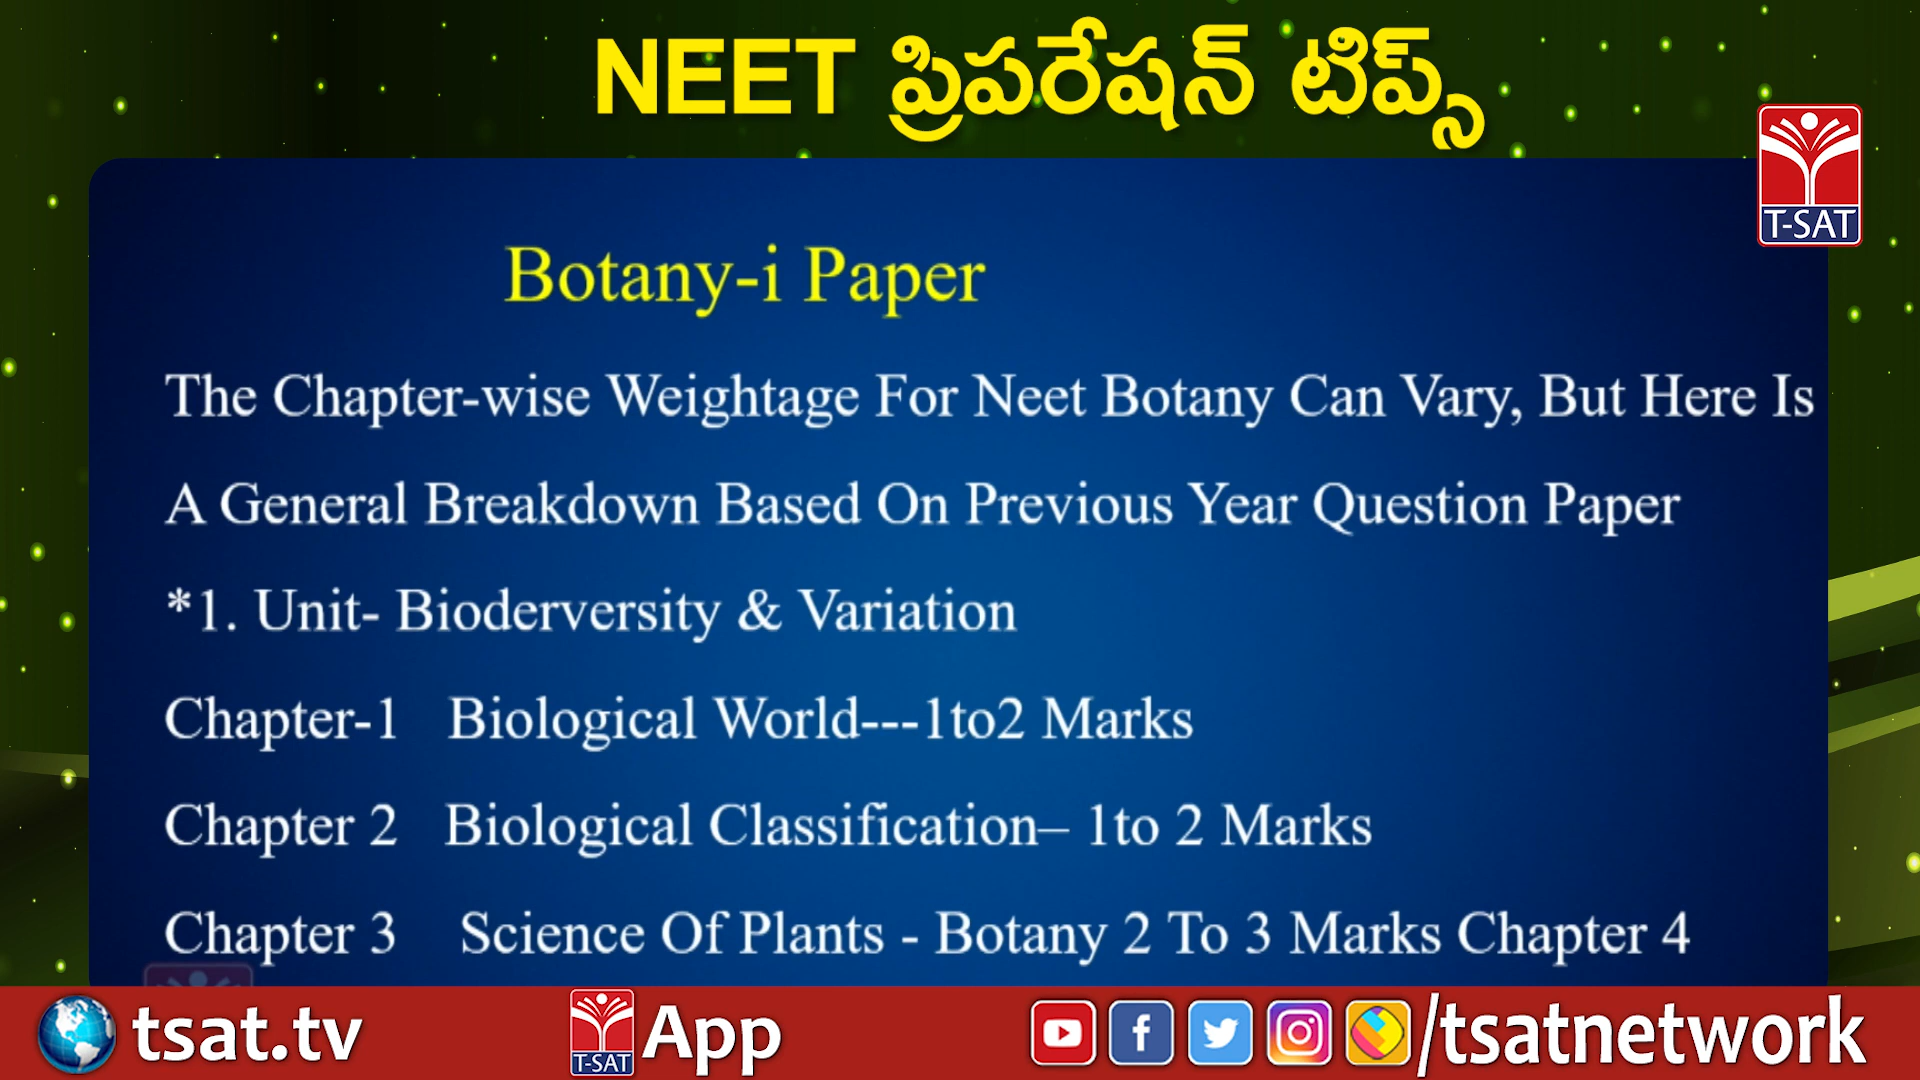 NEET ప్రిపరేషన్ టిప్స్
T-SAT
Botany-i Paper
The Chapter-wise Weightage For Neet Botany Can Vary, But Here Is
A General Breakdown Based On Previous Year Question Paper
*1. Unit- Bioderversity & Variation
Chapter-1 Biological World---1to2 Marks
Chapter 2 Biological Classification– 1to 2 Marks
Chapter 3 Science Of Plants - Botany 2 To 3 Marks Chapter 4
tsat.tv
T-SAT
App
/tsatnetwork